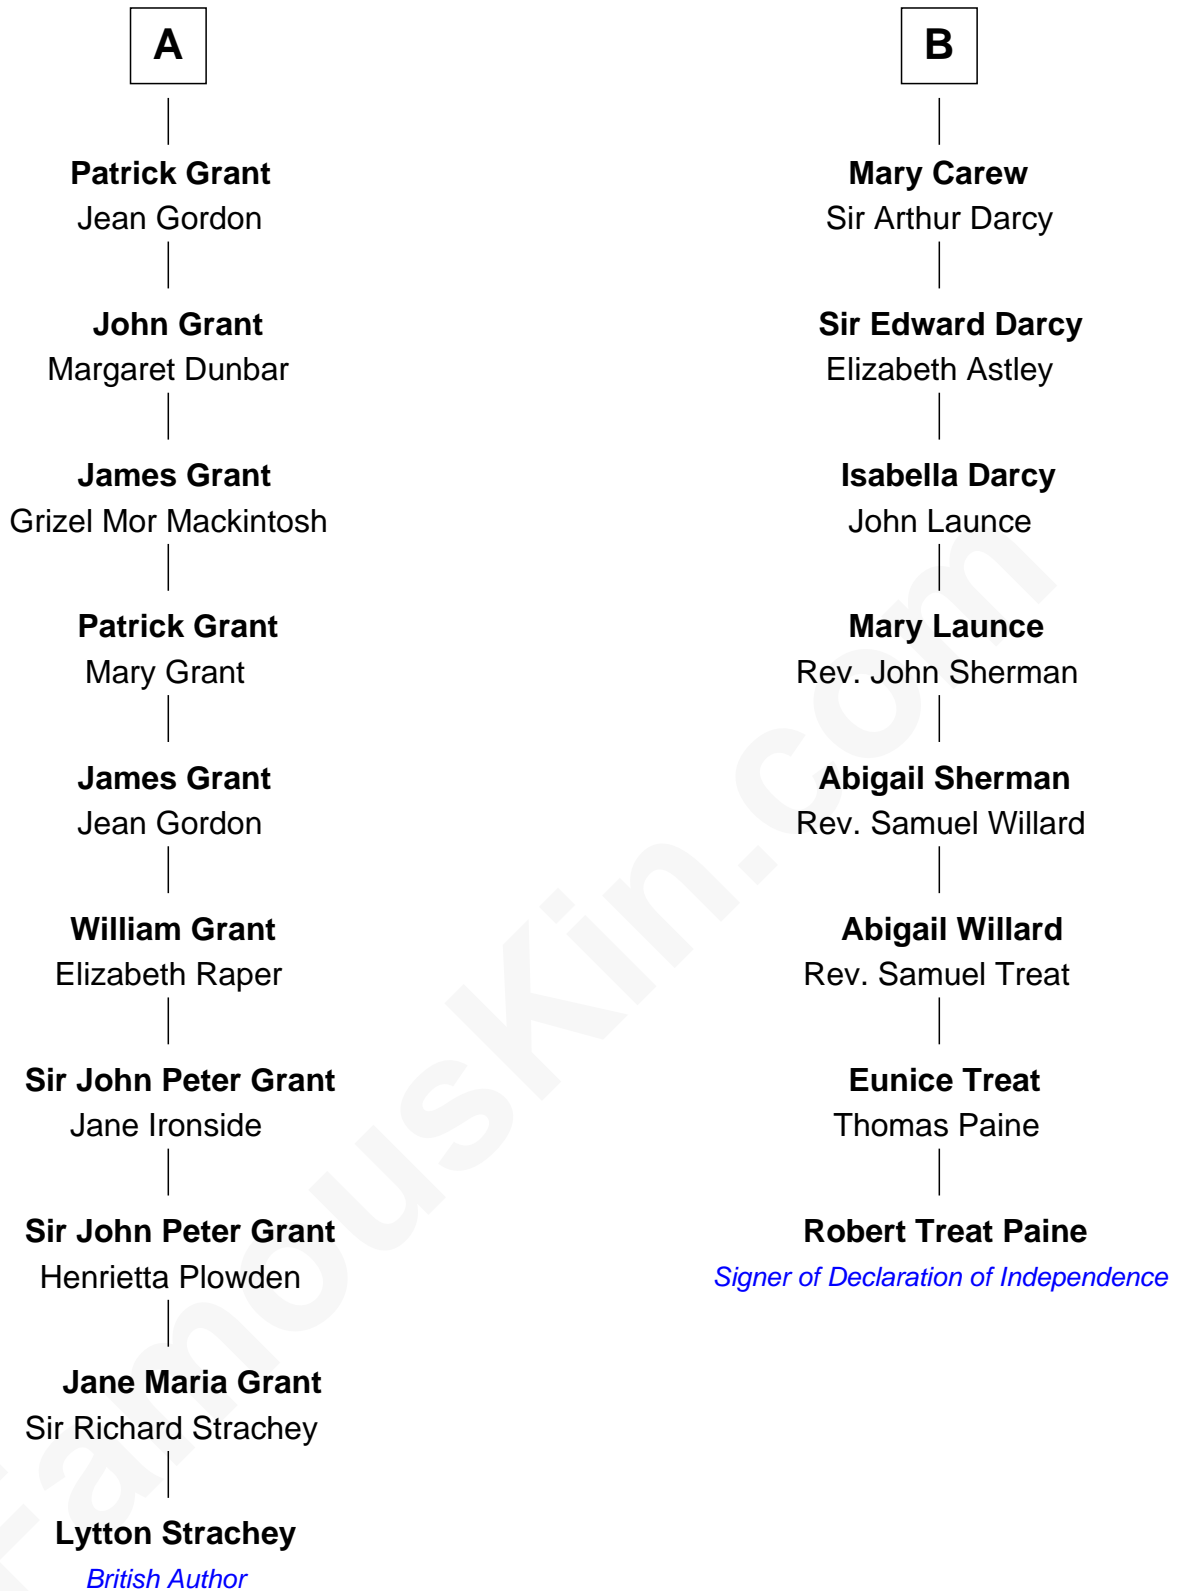 A
Patrick Grant
Jean Gordon
John Grant
Margaret Dunbar
James Grant
Grizel Mor Mackintosh
Patrick Grant
Mary Grant
James Grant
Jean Gordon
William Grant
Elizabeth Raper
Sir John Peter Grant
Jane Ironside
Sir John Peter Grant
Henrietta Plowden
Jane Maria Grant
Sir Richard Strachey
Lytton Strachey
British Author
B
Mary Carew
Sir Arthur Darcy
Sir Edward Darcy
Elizabeth Astley
Isabella Darcy
John Launce
Mary Launce
Rev. John Sherman
Abigail Sherman
Rev. Samuel Willard
Abigail Willard
Rev. Samuel Treat
Eunice Treat
Thomas Paine
Robert Treat Paine
Signer of Declaration of Independence
FamousKin.com